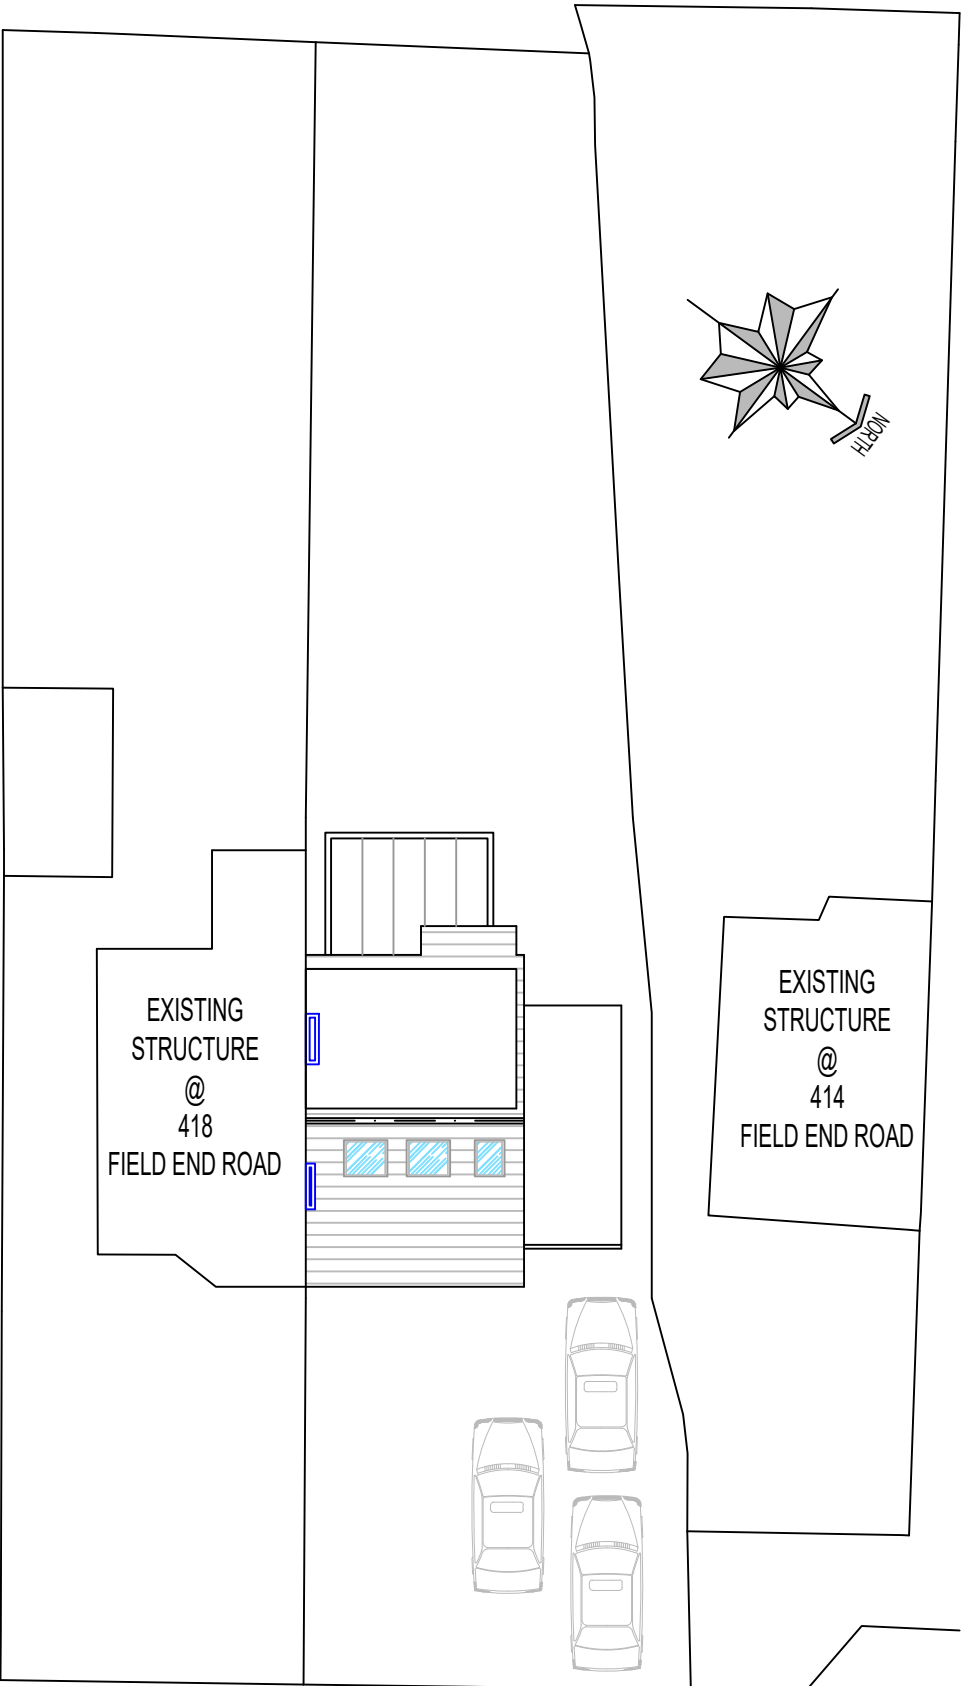 NORTH
EXISTING
STRUCTURE
@
418
FIELD END ROAD
EXISTING
STRUCTURE
@
414
FIELD END ROAD